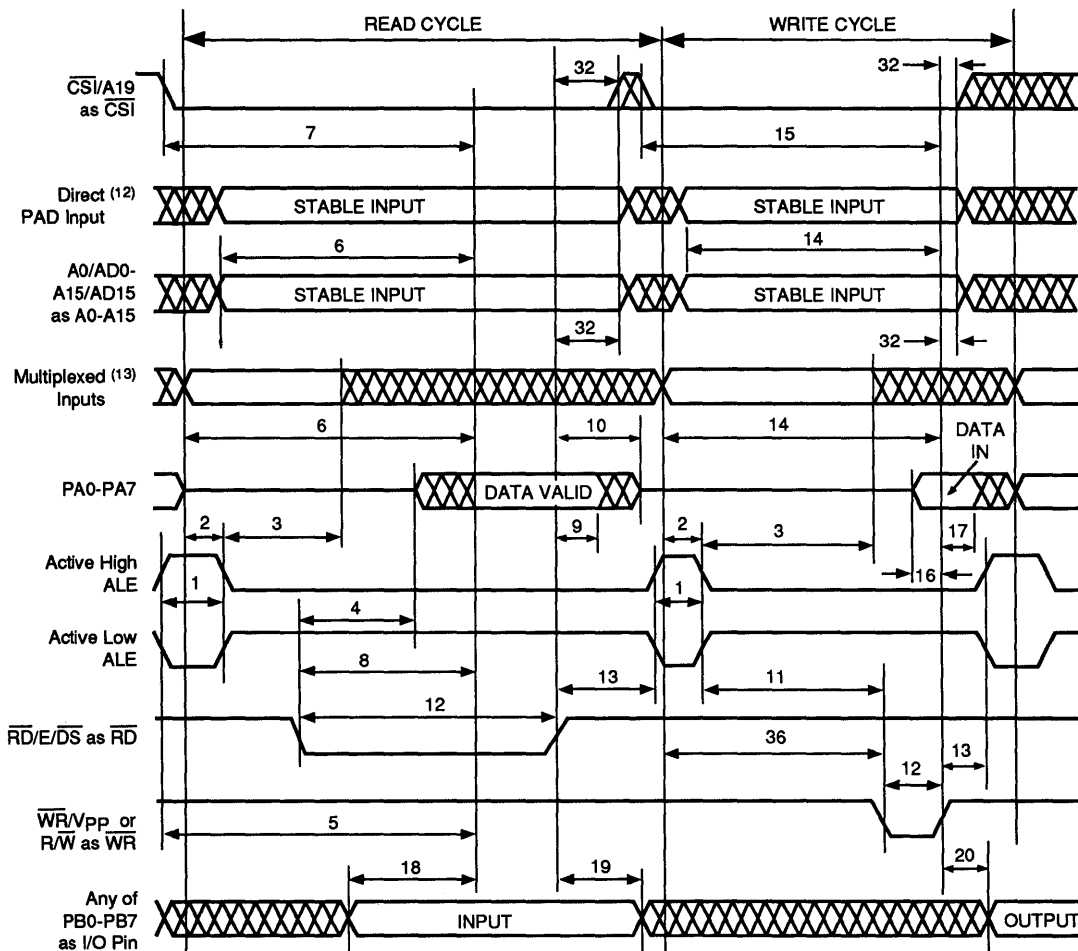 READ CYCLE WRITE CYCLE
32 32
CSI/A19
as CSI
7 15
Direct (12)
PAD Input
STABLE INPUT STABLE INPUT
6 14
A0/AD0-
A15/AD15
as A0-A15
STABLE INPUT STABLE INPUT
32 32
Multiplexed (13)
Inputs
6 10 14 DATA
IN
PA0-PA7
DATA VALID
2 3 9 2 3 17
16
Active High
ALE
1 1
4
Active Low
ALE
8 13 11
12
RD/E/DS as RD
36 12 13
WR/VPP or
R/W as WR
5
18 19 20
Any of
PB0-PB7
as I/O Pin
INPUT OUTPUT